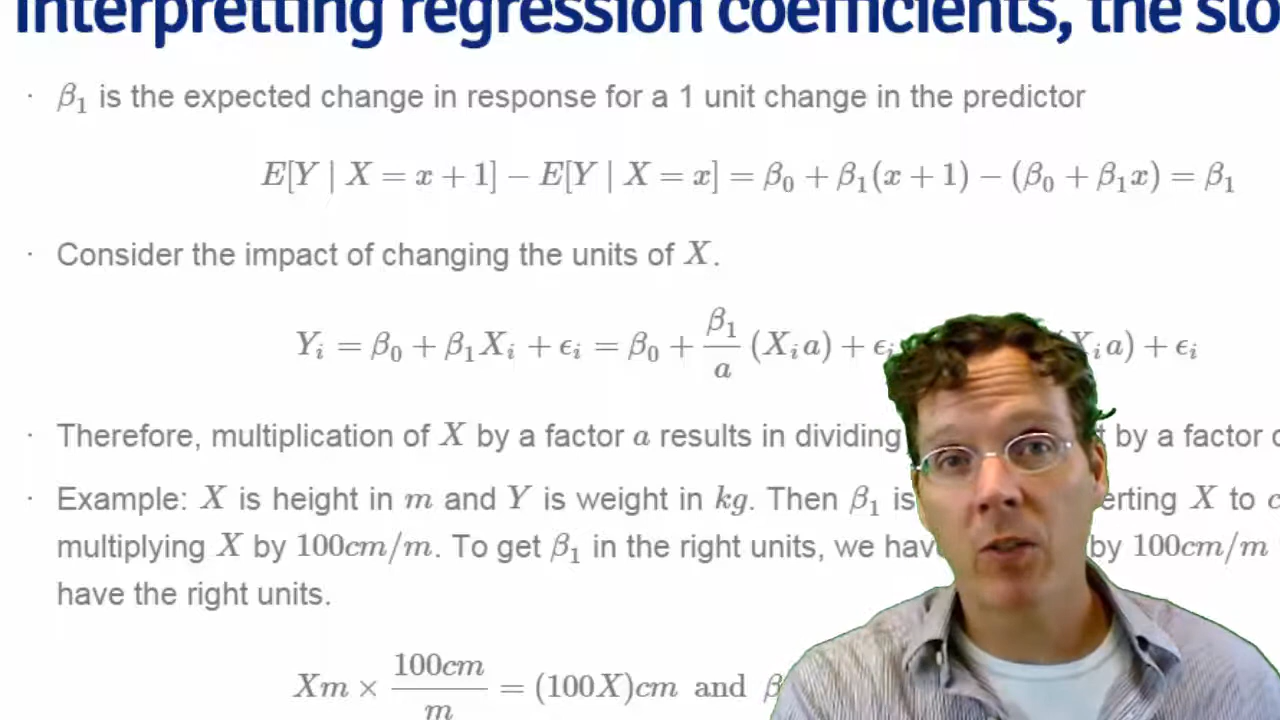 Interpretting regression coefficients, the slo
· β₁ is the expected change in response for a 1 unit change in the predictor
E[Y | X = x + 1] − E[Y | X = x] = β₀ + β₁(x + 1) − (β₀ + β₁x) = β₁
· Consider the impact of changing the units of X.
Yᵢ = β₀ + β₁Xᵢ + ϵᵢ = β₀ + β₁/a (Xᵢa) + ϵᵢ Xᵢa) + ϵᵢ
· Therefore, multiplication of X by a factor a results in dividing t by a factor
· Example: X is height in m and Y is weight in kg. Then β₁ is erting X to
multiplying X by 100cm/m. To get β₁ in the right units, we hav by 100cm/m
have the right units.
Xm × 100cm/m = (100X)cm and